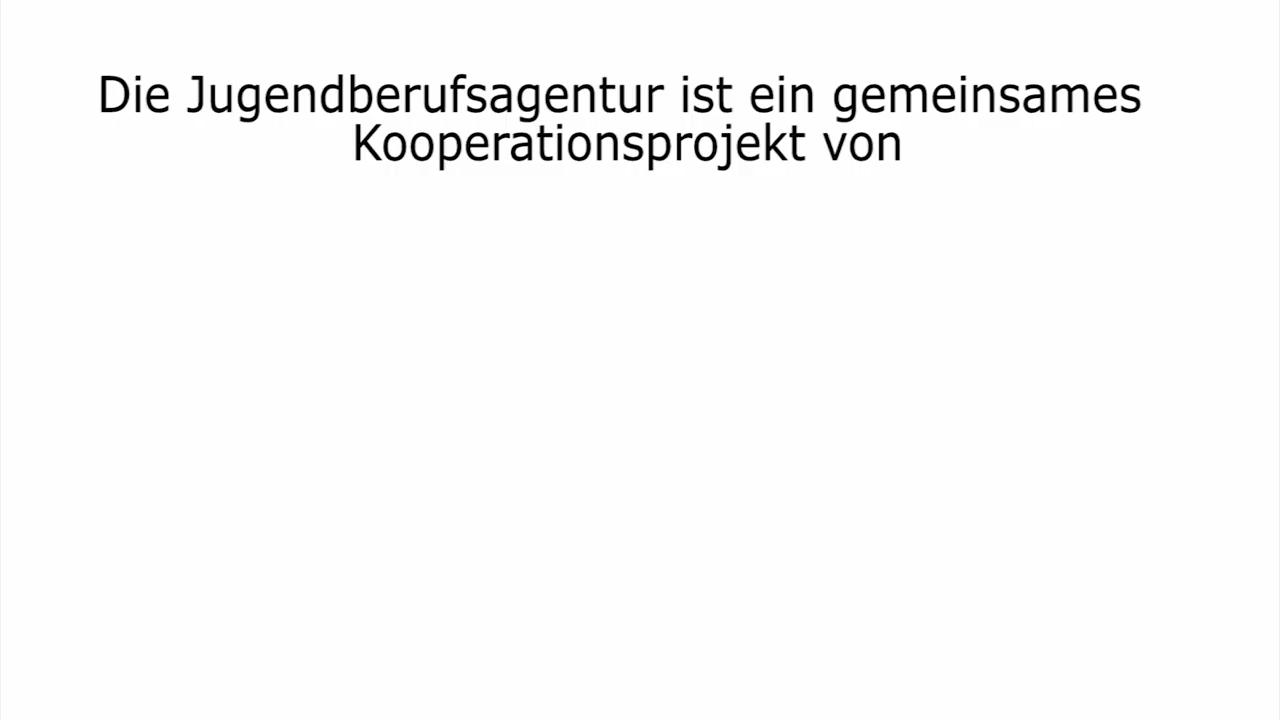 Die Jugendberufsagentur ist ein gemeinsames
Kooperationsprojekt von